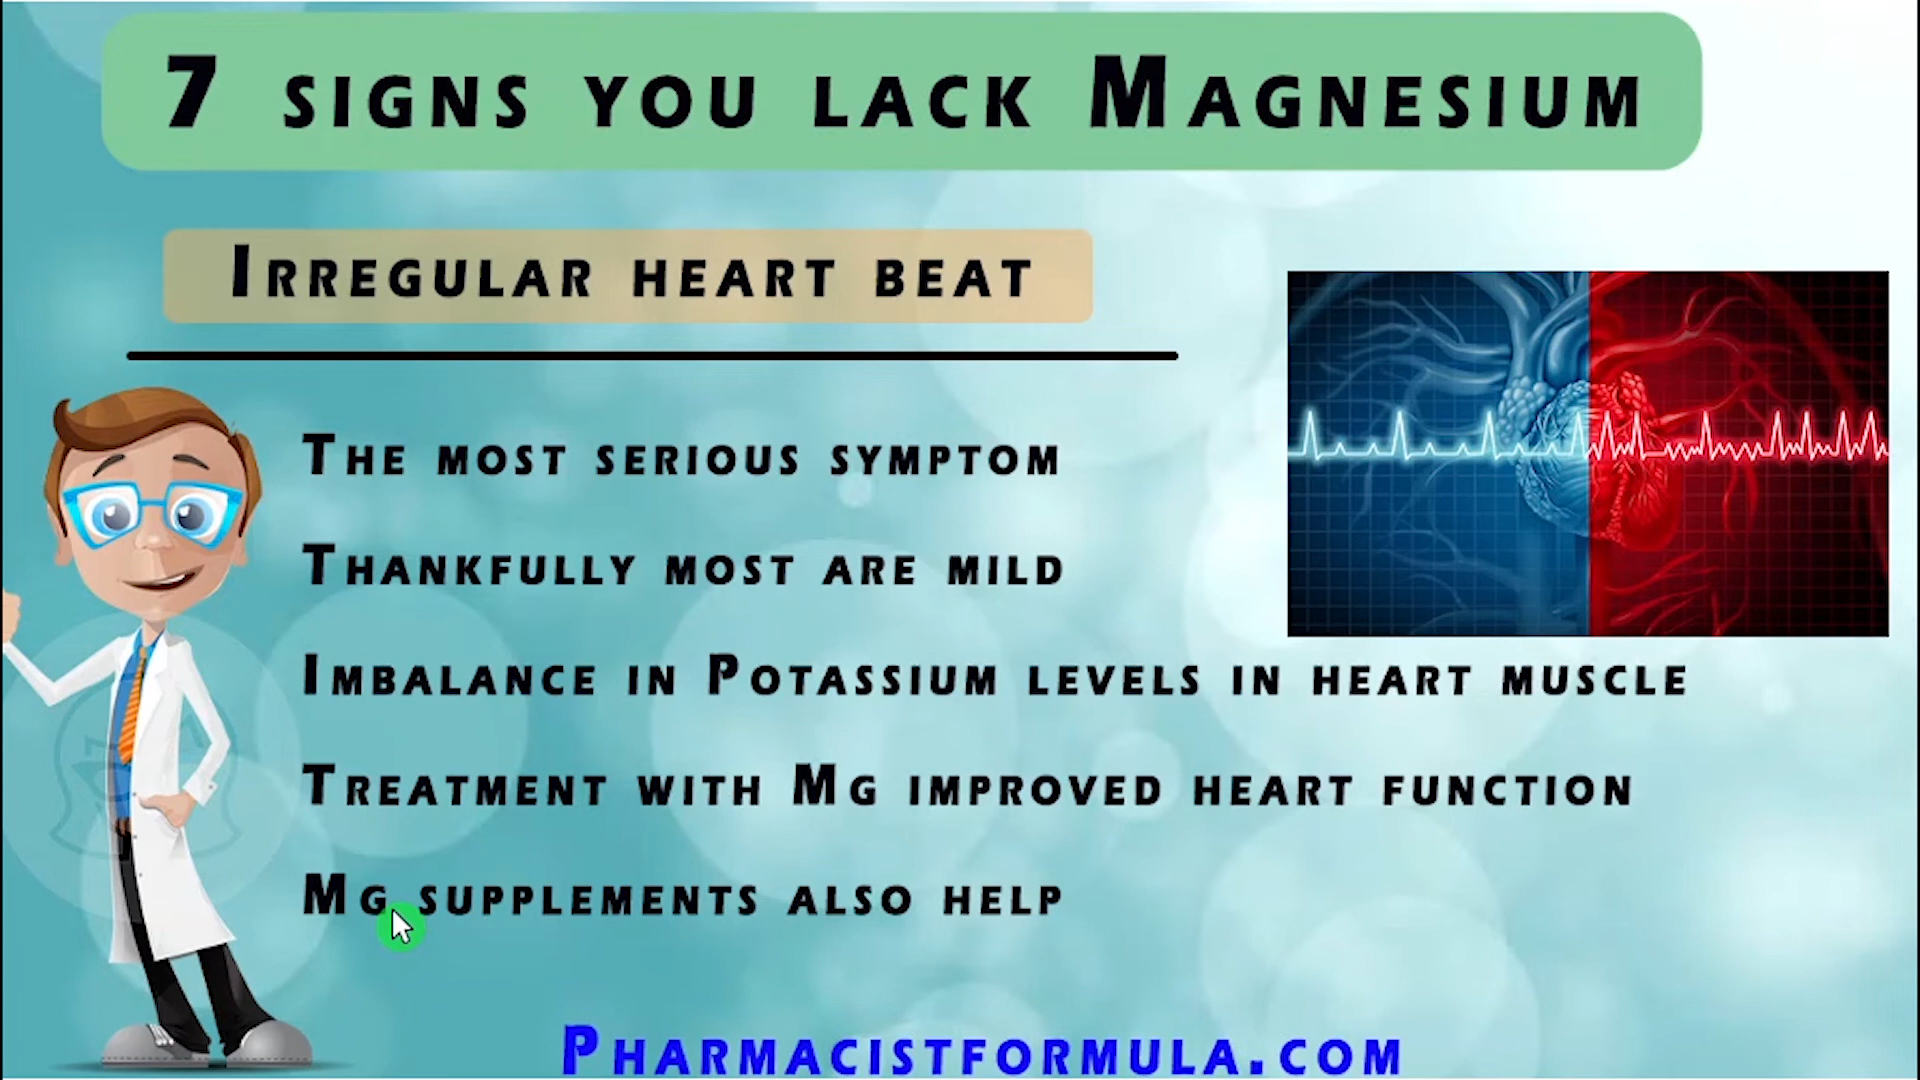 7 signs you lack Magnesium
Irregular heart beat
The most serious symptom
Thankfully most are mild
Imbalance in Potassium levels in heart muscle
Treatment with Mg improved heart function
Mg supplements also help
Pharmacistformula.com